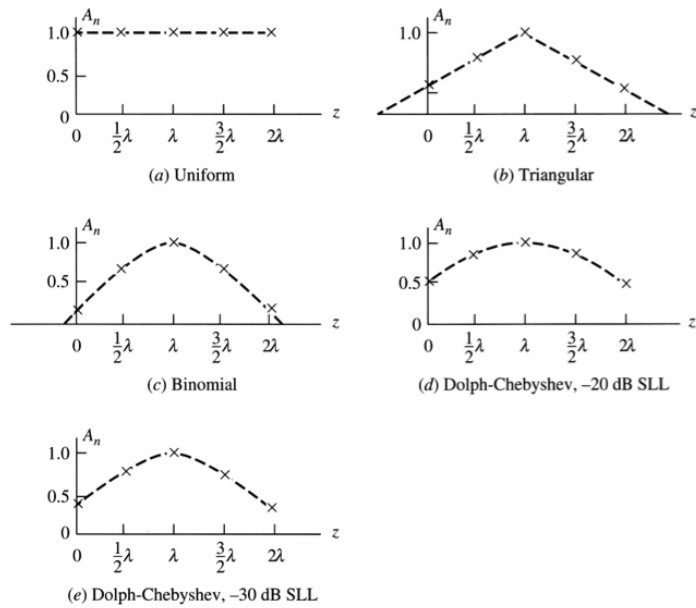 A_n
1.0
0.5
0
0 ½λ λ 3/2λ 2λ z
(a) Uniform
A_n
1.0
0 ½λ λ 3/2λ 2λ z
(b) Triangular
A_n
1.0
0.5
0 ½λ λ 3/2λ 2λ z
(c) Binomial
A_n
1.0
0.5
0
0 ½λ λ 3/2λ 2λ z
(d) Dolph-Chebyshev, –20 dB SLL
A_n
1.0
0.5
0
0 ½λ λ 3/2λ 2λ z
(e) Dolph-Chebyshev, –30 dB SLL